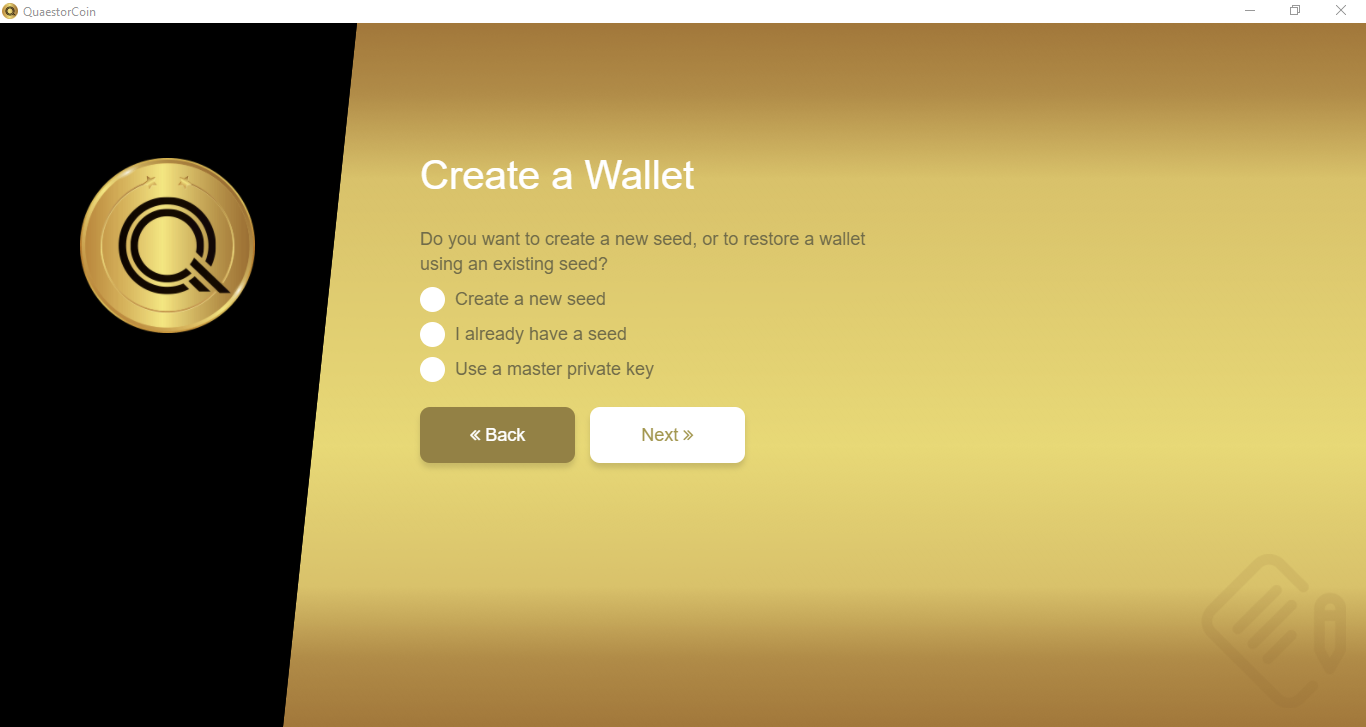 QuaestorCoin
Create a Wallet
Do you want to create a new seed, or to restore a wallet
using an existing seed?
Create a new seed
I already have a seed
Use a master private key
« Back
Next »